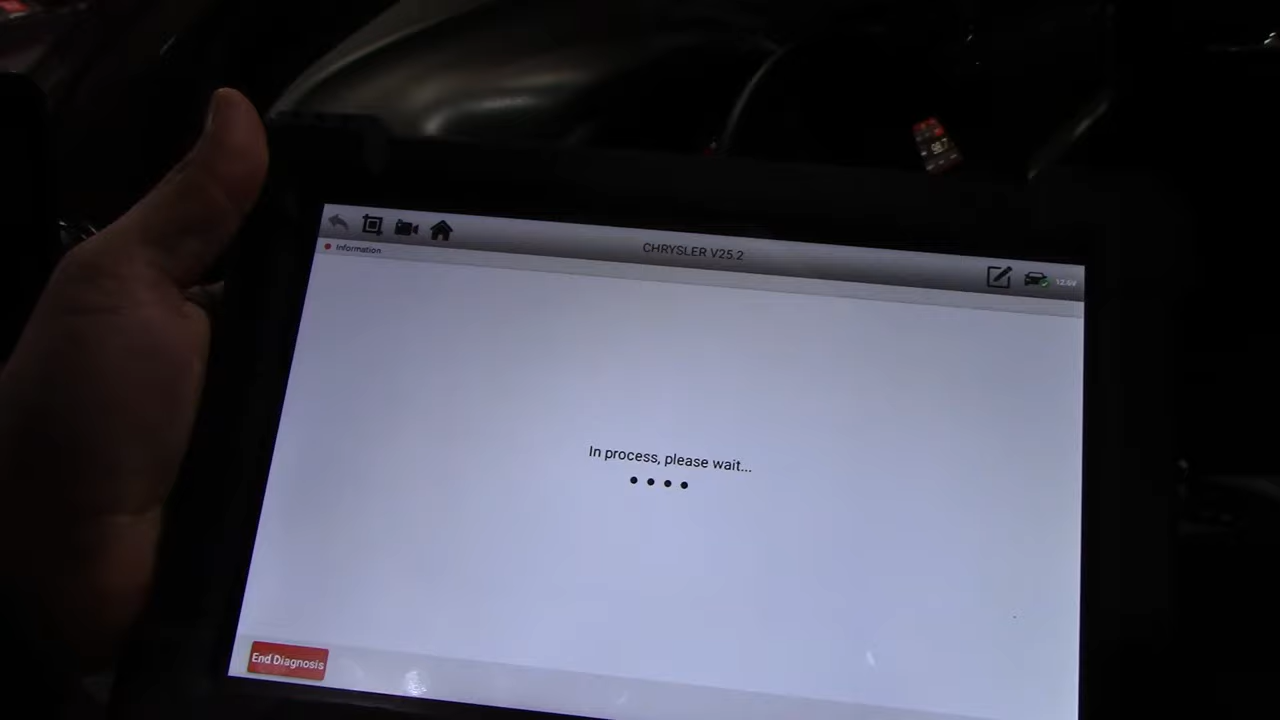 CHRYSLER V25.2
Information
In process, please wait...
End Diagnosis